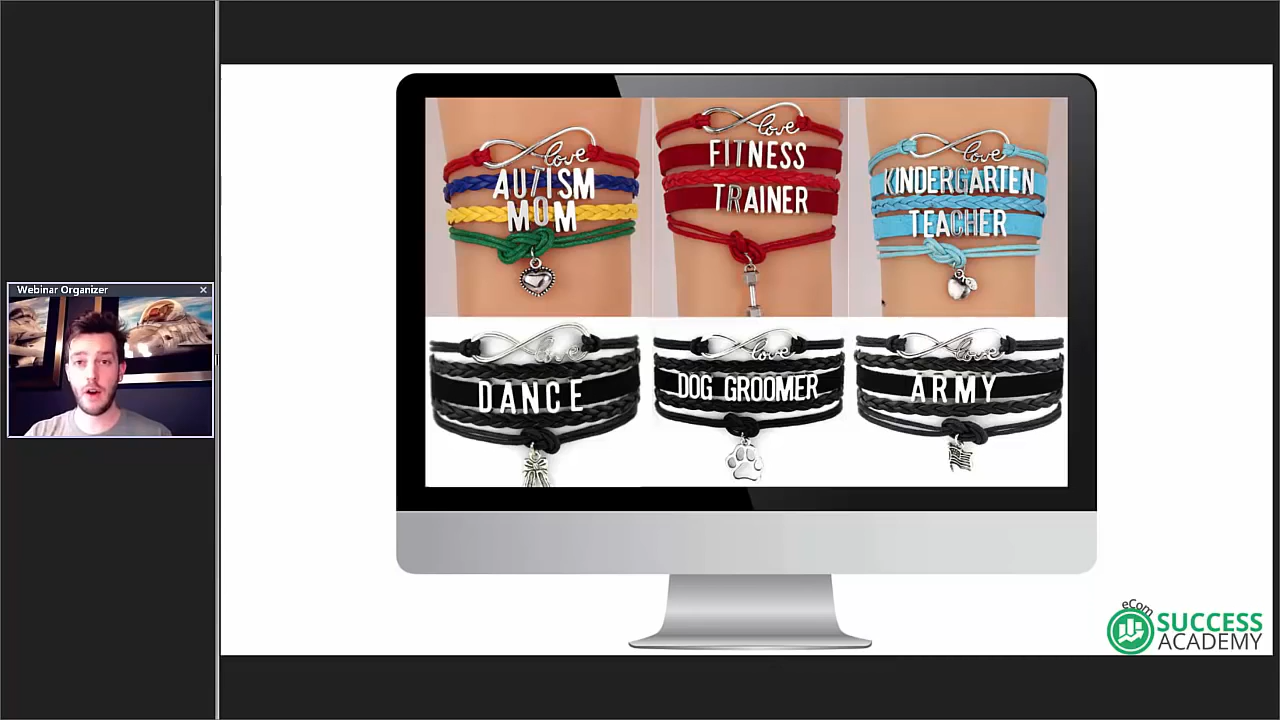 Webinar Organizer
love
AUTISM
MOM
love
FITNESS
TRAINER
love
KINDERGARTEN
TEACHER
love
DANCE
love
DOG GROOMER
love
ARMY
eCom
SUCCESS
ACADEMY